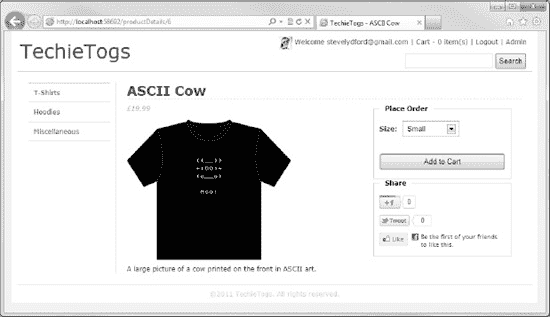 http://localhost:58692/productDetails/6
TechieTogs - ASCII Cow
TechieTogs
Welcome stevelydford@gmail.com | Cart - 0 item(s) | Logout | Admin
Search
T-Shirts
Hoodies
Miscellaneous
ASCII Cow
£19.99
MOO!
A large picture of a cow printed on the front in ASCII art.
Place Order
Size: Small
Add to Cart
Share
+1 0
Tweet 0
Like Be the first of your friends
to like this.
©2011 TechieTogs. All rights reserved.